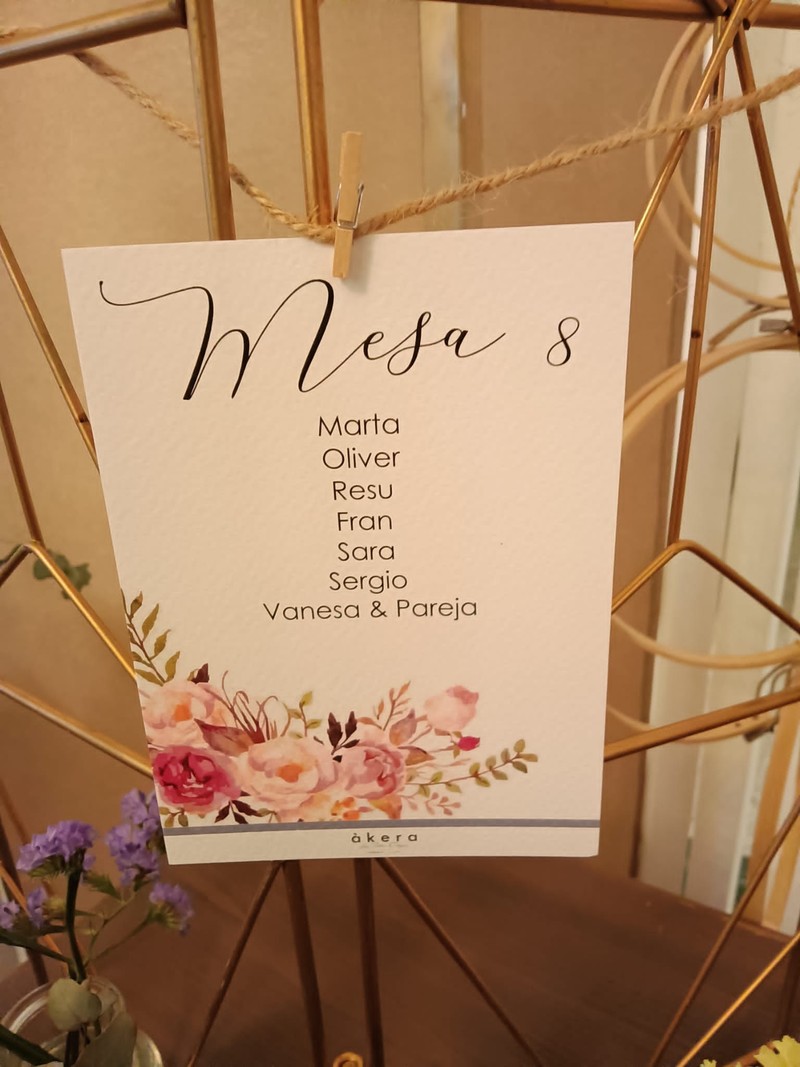 Mesa 8
Marta
Oliver
Resu
Fran
Sara
Sergio
Vanesa & Pareja
àkera